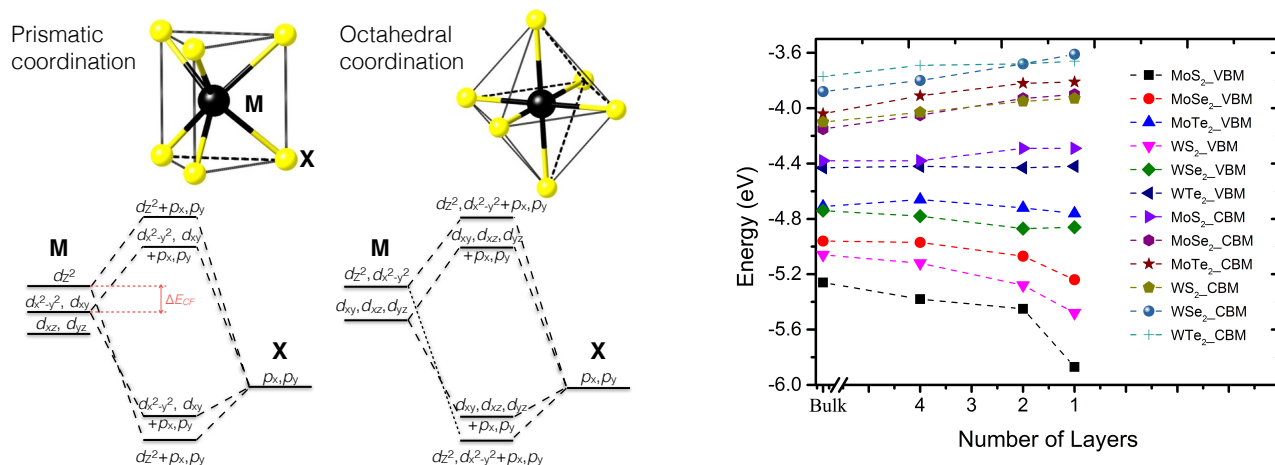 Prismatic
coordination
M
X
Octahedral
coordination
dz²+px,py
dx²-y², dxy
+px,py
M
dz²
ΔECF
dx²-y², dxy
dxz, dyz
X
px,py
dx²-y², dxy
+px,py
dz²+px,py
dz²,dx²-y²+px,py
dxy,dxz,dyz
+px,py
M
dz²,dx²-y²
dxy,dxz,dyz
X
px,py
dxy,dxz,dyz
+px,py
dz²,dx²-y²+px,py
Energy (eV)
-3.6
-4.0
-4.4
-4.8
-5.2
-5.6
-6.0
Bulk 4 3 2 1
Number of Layers
MoS₂_VBM
MoSe₂_VBM
MoTe₂_VBM
WS₂_VBM
WSe₂_VBM
WTe₂_VBM
MoS₂_CBM
MoSe₂_CBM
MoTe₂_CBM
WS₂_CBM
WSe₂_CBM
WTe₂_CBM